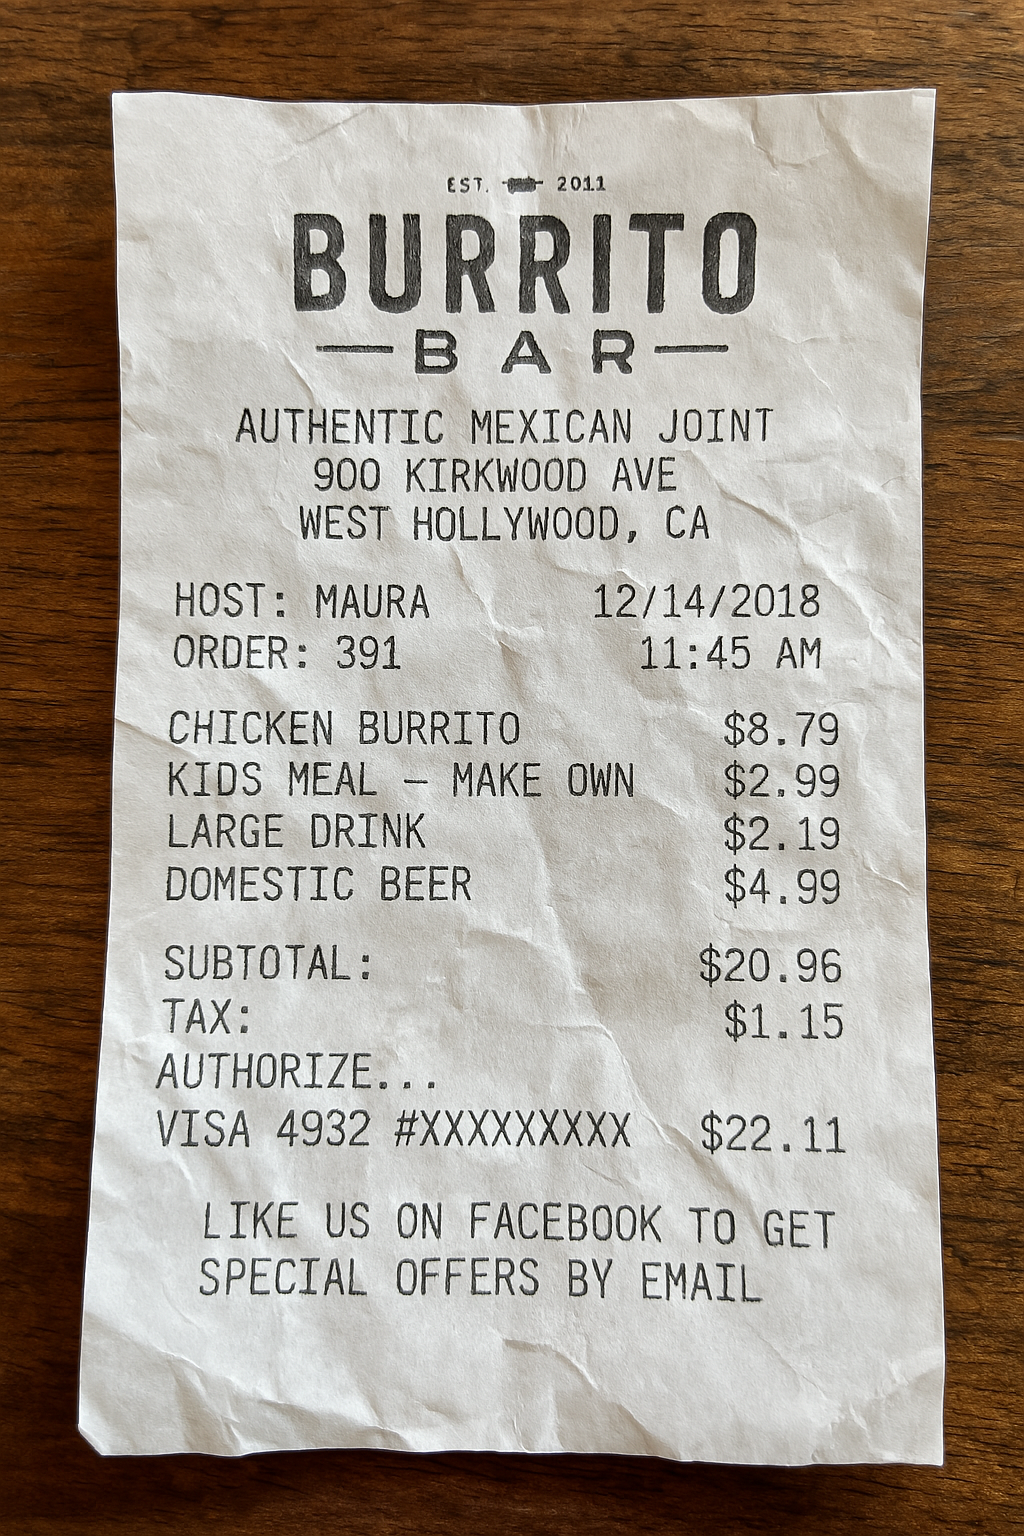 EST. 2011
BURRITO
BAR
AUTHENTIC MEXICAN JOINT
900 KIRKWOOD AVE
WEST HOLLYWOOD, CA
HOST: MAURA 12/14/2018
ORDER: 391 11:45 AM
CHICKEN BURRITO $8.79
KIDS MEAL – MAKE OWN $2.99
LARGE DRINK $2.19
DOMESTIC BEER $4.99
SUBTOTAL: $20.96
TAX: $1.15
AUTHORIZE...
VISA 4932 #XXXXXXXXX $22.11
LIKE US ON FACEBOOK TO GET
SPECIAL OFFERS BY EMAIL